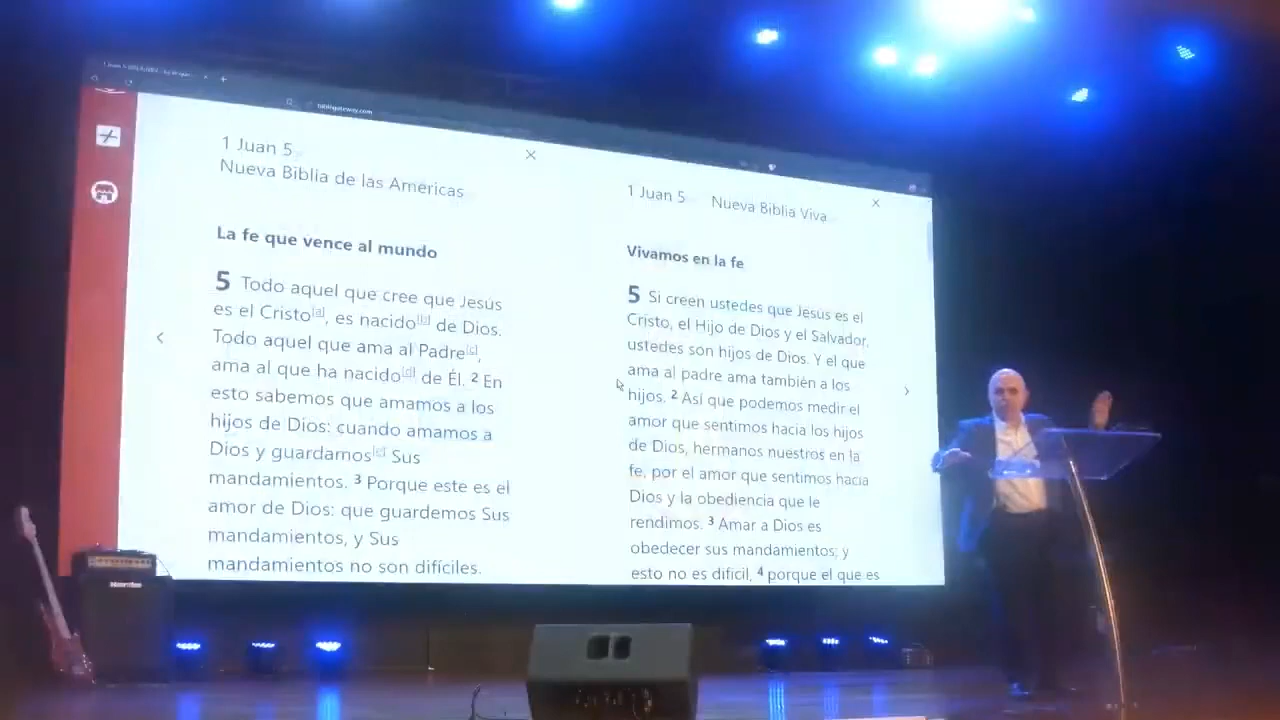 biblegateway.com
1 Juan 5
Nueva Biblia de las Américas
La fe que vence al mundo
5 Todo aquel que cree que Jesús
es el Cristo[a], es nacido[b] de Dios.
Todo aquel que ama al Padre[c],
ama al que ha nacido[d] de Él. 2 En
esto sabemos que amamos a los
hijos de Dios: cuando amamos a
Dios y guardamos[e] Sus
mandamientos. 3 Porque este es el
amor de Dios: que guardemos Sus
mandamientos, y Sus
mandamientos no son difíciles.
1 Juan 5 Nueva Biblia Viva
Vivamos en la fe
5 Si creen ustedes que Jesús es el
Cristo, el Hijo de Dios y el Salvador,
ustedes son hijos de Dios. Y el que
ama al padre ama también a los
hijos. 2 Así que podemos medir el
amor que sentimos hacia los hijos
de Dios, hermanos nuestros en la
fe, por el amor que sentimos hacia
Dios y la obediencia que le
rendimos. 3 Amar a Dios es
obedecer sus mandamientos; y
esto no es difícil, 4 porque el que es